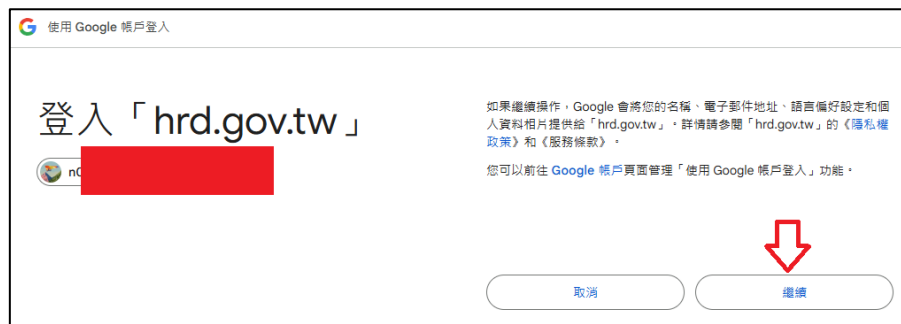 使用 Google 帳戶登入
登入「hrd.gov.tw」
如果繼續操作，Google 會將您的名稱、電子郵件地址、語言偏好設定和個
人資料相片提供給「hrd.gov.tw」。詳情請參閱「hrd.gov.tw」的《隱私權
政策》和《服務條款》。
您可以前往 Google 帳戶頁面管理「使用 Google 帳戶登入」功能。
取消
繼續